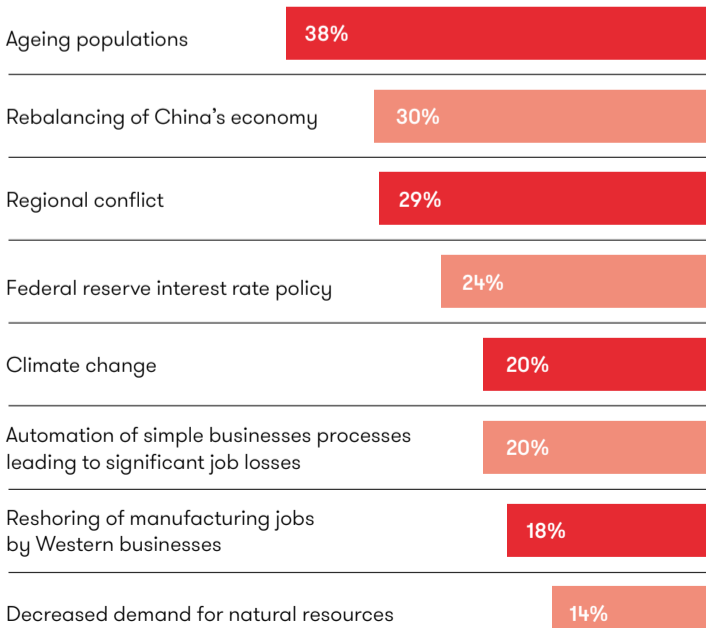 Ageing populations 38%
Rebalancing of China's economy 30%
Regional conflict 29%
Federal reserve interest rate policy 24%
Climate change 20%
Automation of simple businesses processes
leading to significant job losses 20%
Reshoring of manufacturing jobs
by Western businesses 18%
Decreased demand for natural resources 14%